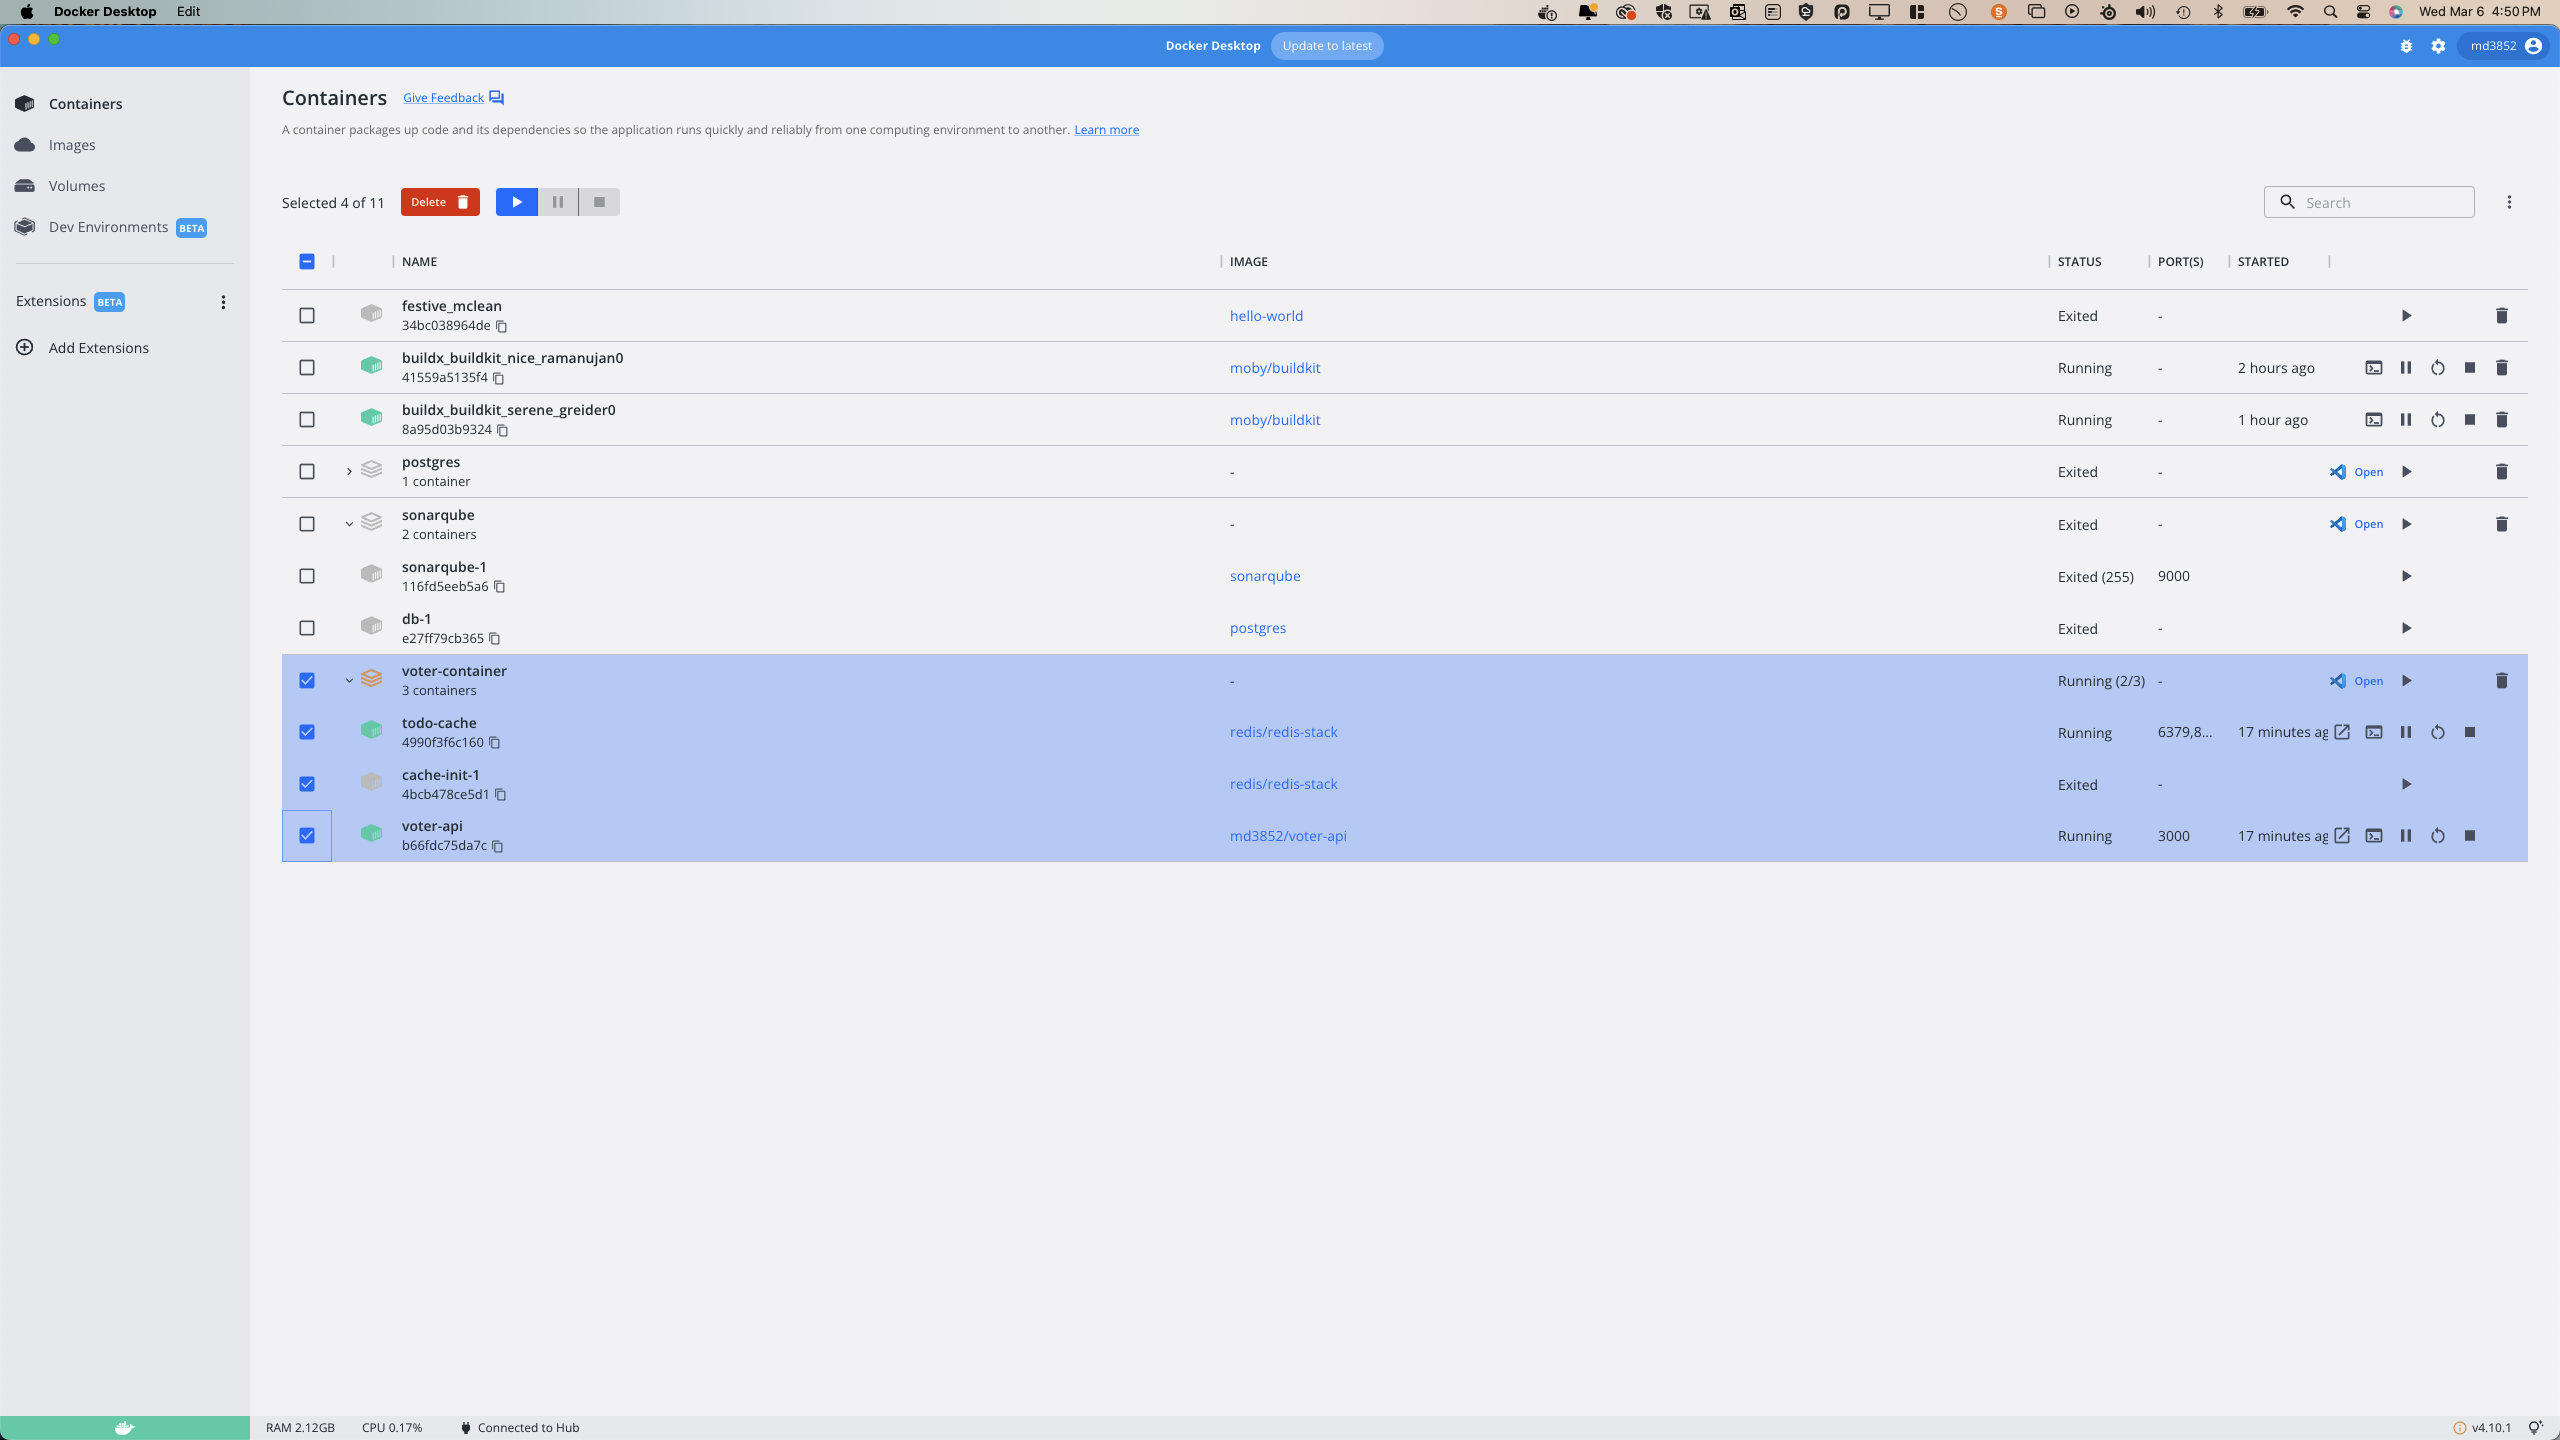 Docker Desktop Edit Wed Mar 6 4:50 PM
Docker Desktop Update to latest md3852
Containers
Images
Volumes
Dev Environments BETA
Extensions BETA
Add Extensions
Containers Give Feedback
A container packages up code and its dependencies so the application runs quickly and reliably from one computing environment to another. Learn more
Selected 4 of 11 Delete Search
NAME IMAGE STATUS PORT(S) STARTED
festive_mclean
34bc038964de hello-world Exited -
buildx_buildkit_nice_ramanujan0
41559a5135f4 moby/buildkit Running - 2 hours ago
buildx_buildkit_serene_greider0
8a95d03b9324 moby/buildkit Running - 1 hour ago
postgres
1 container - Exited - Open
sonarqube
2 containers - Exited - Open
sonarqube-1
116fd5eeb5a6 sonarqube Exited (255) 9000
db-1
e27ff79cb365 postgres Exited -
voter-container
3 containers - Running (2/3) - Open
todo-cache
4990f3f6c160 redis/redis-stack Running 6379,8... 17 minutes ag
cache-init-1
4bcb478ce5d1 redis/redis-stack Exited -
voter-api
b66fdc75da7c md3852/voter-api Running 3000 17 minutes ag
RAM 2.12GB CPU 0.17% Connected to Hub v4.10.1